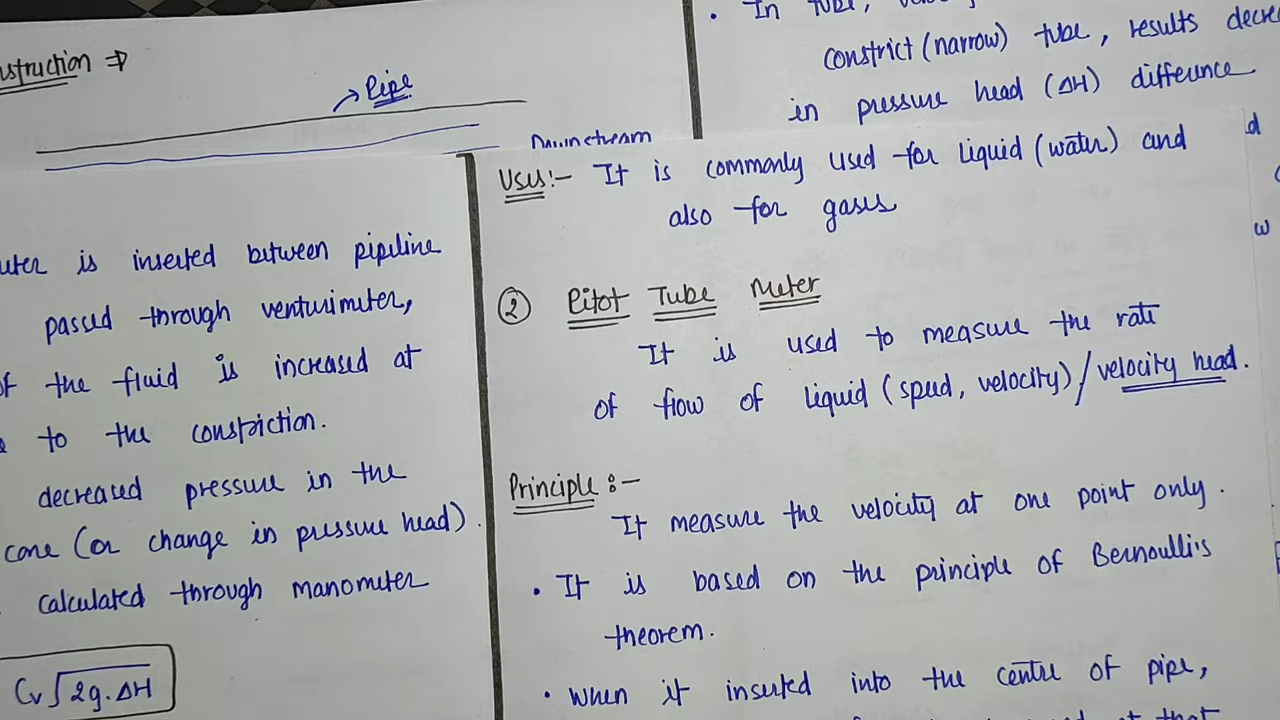 struction ⇒
→ Pipe
Downstream
uter is inserted between pipeline
passed through venturimeter,
of the fluid is increased at
to the constriction.
decreased pressure in the
cone (or change in pressure head).
calculated through manometer
Cv√2g.ΔH
• In tube,
constrict (narrow) tube, results decre
in pressure head (ΔH) difference
Uses:- It is commonly used for liquid (water) and
also for gases
② Pitot Tube Meter
It is used to measure the rate
of flow of liquid (speed, velocity) / velocity head.
Principle :-
It measure the velocity at one point only.
• It is based on the principle of Bernoulli's
theorem.
• When it inserted into the centre of pipe,
d
w